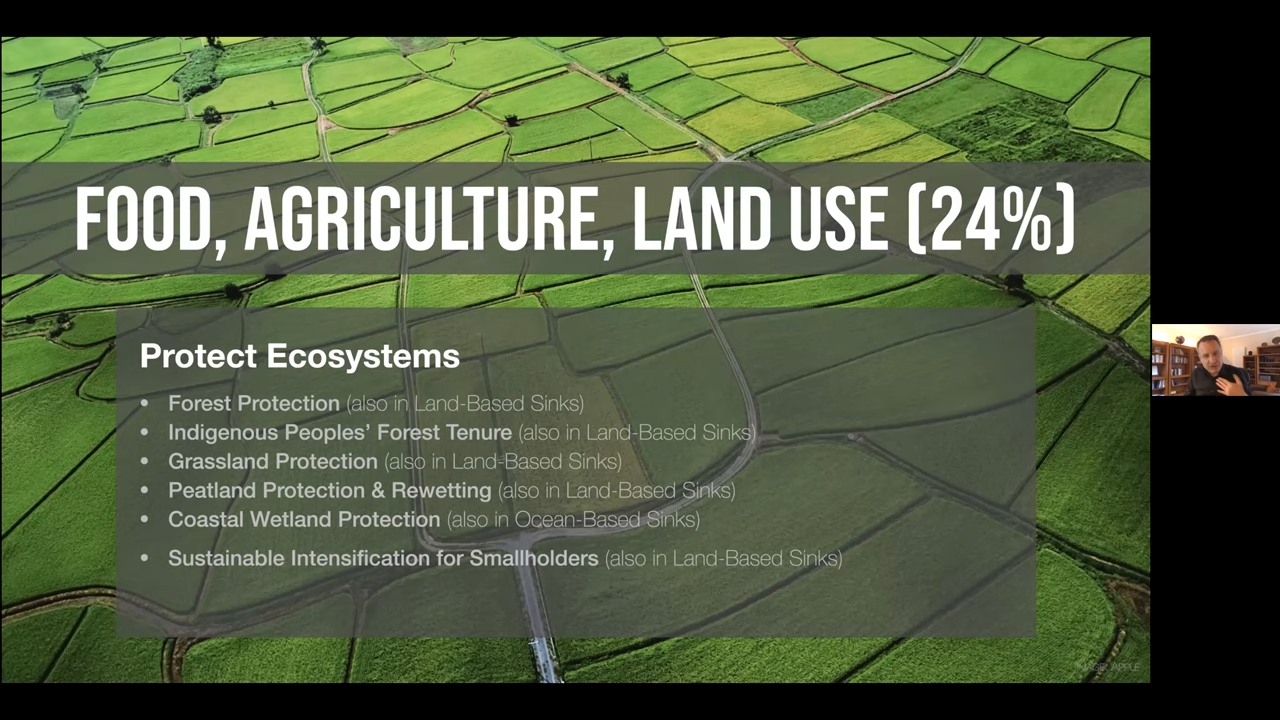 FOOD, AGRICULTURE, LAND USE (24%)
Protect Ecosystems
• Forest Protection (also in Land-Based Sinks)
• Indigenous Peoples’ Forest Tenure (also in Land-Based Sinks)
• Grassland Protection (also in Land-Based Sinks)
• Peatland Protection & Rewetting (also in Land-Based Sinks)
• Coastal Wetland Protection (also in Ocean-Based Sinks)
• Sustainable Intensification for Smallholders (also in Land-Based Sinks)
IMAGE: APPLE